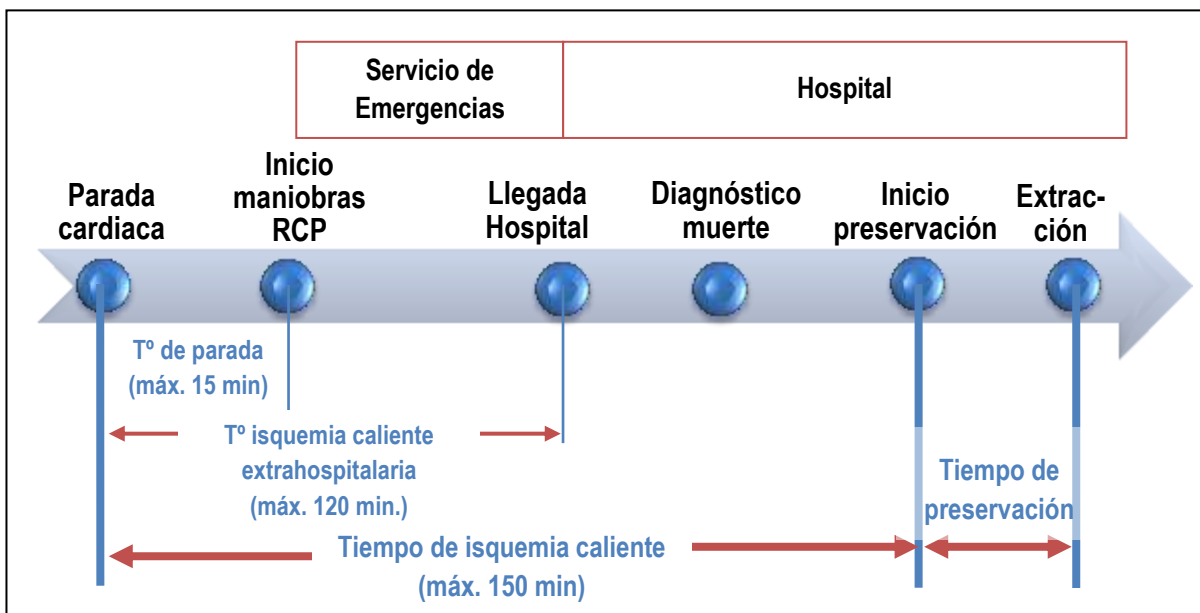 Servicio de
Emergencias
Hospital
Parada
cardiaca
Inicio
maniobras
RCP
Llegada
Hospital
Diagnóstico
muerte
Inicio
preservación
Extrac-
ción
Tº de parada
(máx. 15 min)
Tº isquemia caliente
extrahospitalaria
(máx. 120 min.)
Tiempo de
preservación
Tiempo de isquemia caliente
(máx. 150 min)